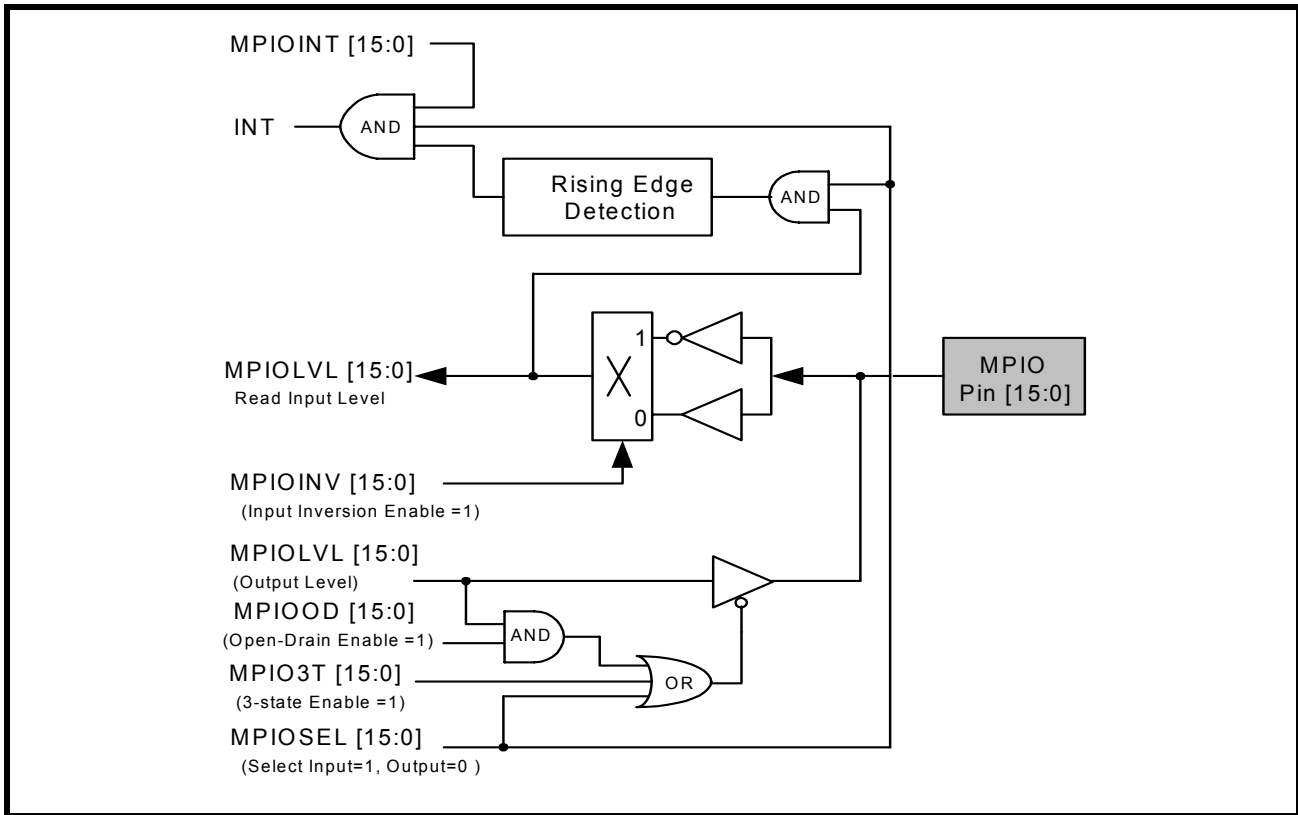 MPIOINT [15:0]
INT
AND
Rising Edge
Detection
AND
1
MPIOLVL [15:0]
Read Input Level
X
0
MPIO
Pin [15:0]
MPIOINV [15:0]
(Input Inversion Enable =1)
MPIOLVL [15:0]
(Output Level)
MPIOOD [15:0]
(Open-Drain Enable =1)
AND
MPIO3T [15:0]
(3-state Enable =1)
OR
MPIOSEL [15:0]
(Select Input=1, Output=0 )